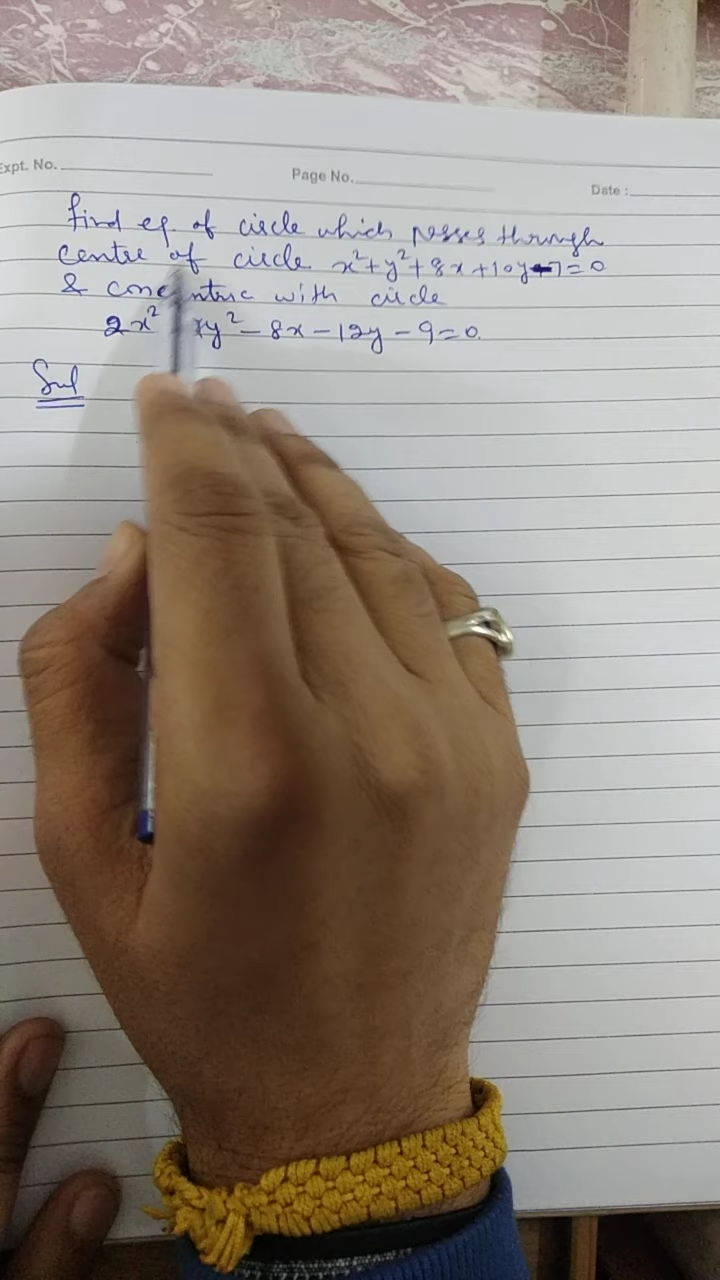 Expt. No.
Page No.
Date :
find eq. of circle which passes through
centre of circle x²+y²+8x+10y-7=0
& concentric with circle
2x² y²-8x-12y-9=0.
Sol